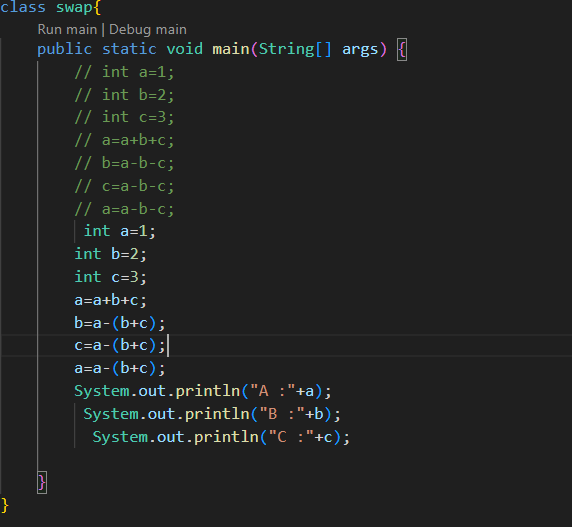 class swap{
Run main | Debug main
public static void main(String[] args) {
// int a=1;
// int b=2;
// int c=3;
// a=a+b+c;
// b=a-b-c;
// c=a-b-c;
// a=a-b-c;
int a=1;
int b=2;
int c=3;
a=a+b+c;
b=a-(b+c);
c=a-(b+c);
a=a-(b+c);
System.out.println("A :"+a);
System.out.println("B :"+b);
System.out.println("C :"+c);
}
}